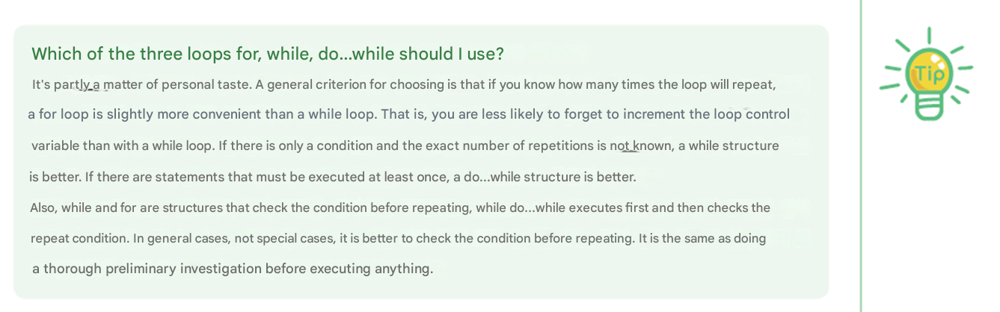 Which of the three loops for, while, do...while should I use?
It's partly a matter of personal taste. A general criterion for choosing is that if you know how many times the loop will repeat,
a for loop is slightly more convenient than a while loop. That is, you are less likely to forget to increment the loop control
variable than with a while loop. If there is only a condition and the exact number of repetitions is not known, a while structure
is better. If there are statements that must be executed at least once, a do...while structure is better.
Also, while and for are structures that check the condition before repeating, while do...while executes first and then checks the
repeat condition. In general cases, not special cases, it is better to check the condition before repeating. It is the same as doing
a thorough preliminary investigation before executing anything.
Tip